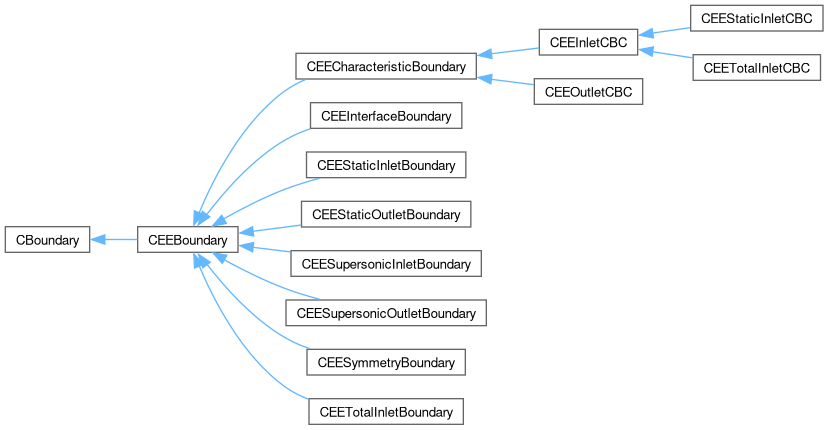 CBoundary
CEEBoundary
CEECharacteristicBoundary
CEEInterfaceBoundary
CEEStaticInletBoundary
CEEStaticOutletBoundary
CEESupersonicInletBoundary
CEESupersonicOutletBoundary
CEESymmetryBoundary
CEETotalInletBoundary
CEEInletCBC
CEEOutletCBC
CEEStaticInletCBC
CEETotalInletCBC